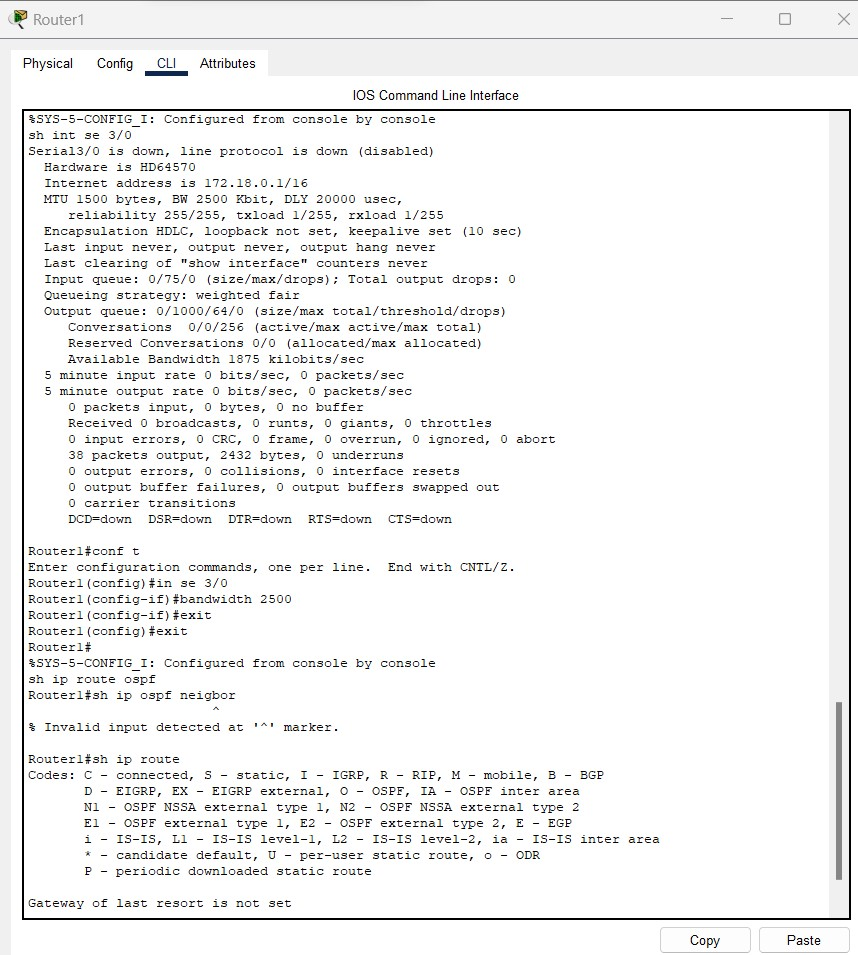 Router1
Physical Config CLI Attributes
IOS Command Line Interface
%SYS-5-CONFIG_I: Configured from console by console
sh int se 3/0
Serial3/0 is down, line protocol is down (disabled)
Hardware is HD64570
Internet address is 172.18.0.1/16
MTU 1500 bytes, BW 2500 Kbit, DLY 20000 usec,
reliability 255/255, txload 1/255, rxload 1/255
Encapsulation HDLC, loopback not set, keepalive set (10 sec)
Last input never, output never, output hang never
Last clearing of "show interface" counters never
Input queue: 0/75/0 (size/max/drops); Total output drops: 0
Queueing strategy: weighted fair
Output queue: 0/1000/64/0 (size/max total/threshold/drops)
Conversations  0/0/256 (active/max active/max total)
Reserved Conversations 0/0 (allocated/max allocated)
Available Bandwidth 1875 kilobits/sec
5 minute input rate 0 bits/sec, 0 packets/sec
5 minute output rate 0 bits/sec, 0 packets/sec
0 packets input, 0 bytes, 0 no buffer
Received 0 broadcasts, 0 runts, 0 giants, 0 throttles
0 input errors, 0 CRC, 0 frame, 0 overrun, 0 ignored, 0 abort
38 packets output, 2432 bytes, 0 underruns
0 output errors, 0 collisions, 0 interface resets
0 output buffer failures, 0 output buffers swapped out
0 carrier transitions
DCD=down  DSR=down  DTR=down  RTS=down  CTS=down
Router1#conf t
Enter configuration commands, one per line.  End with CNTL/Z.
Router1(config)#in se 3/0
Router1(config-if)#bandwidth 2500
Router1(config-if)#exit
Router1(config)#exit
Router1#
%SYS-5-CONFIG_I: Configured from console by console
sh ip route ospf
Router1#sh ip ospf neigbor
^
% Invalid input detected at '^' marker.
Router1#sh ip route
Codes: C - connected, S - static, I - IGRP, R - RIP, M - mobile, B - BGP
D - EIGRP, EX - EIGRP external, O - OSPF, IA - OSPF inter area
N1 - OSPF NSSA external type 1, N2 - OSPF NSSA external type 2
E1 - OSPF external type 1, E2 - OSPF external type 2, E - EGP
i - IS-IS, L1 - IS-IS level-1, L2 - IS-IS level-2, ia - IS-IS inter area
* - candidate default, U - per-user static route, o - ODR
P - periodic downloaded static route
Gateway of last resort is not set
Copy Paste